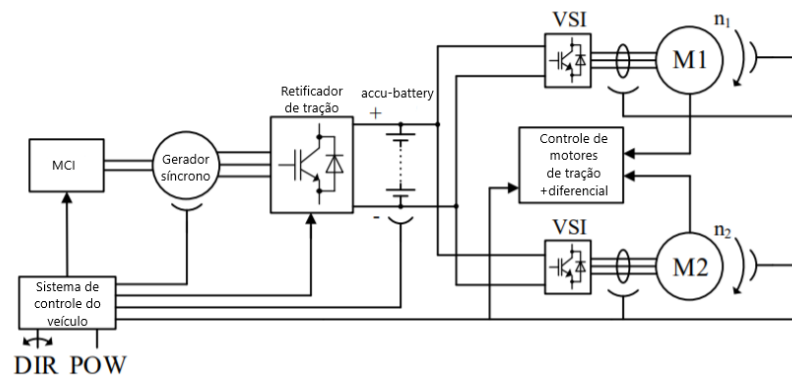 VSI
n1
M1
Retificador
de tração
accu-battery
+
MCI
Gerador
síncrono
Controle de
motores
de tração
+diferencial
-
VSI
n2
M2
Sistema de
controle do
veículo
DIR POW